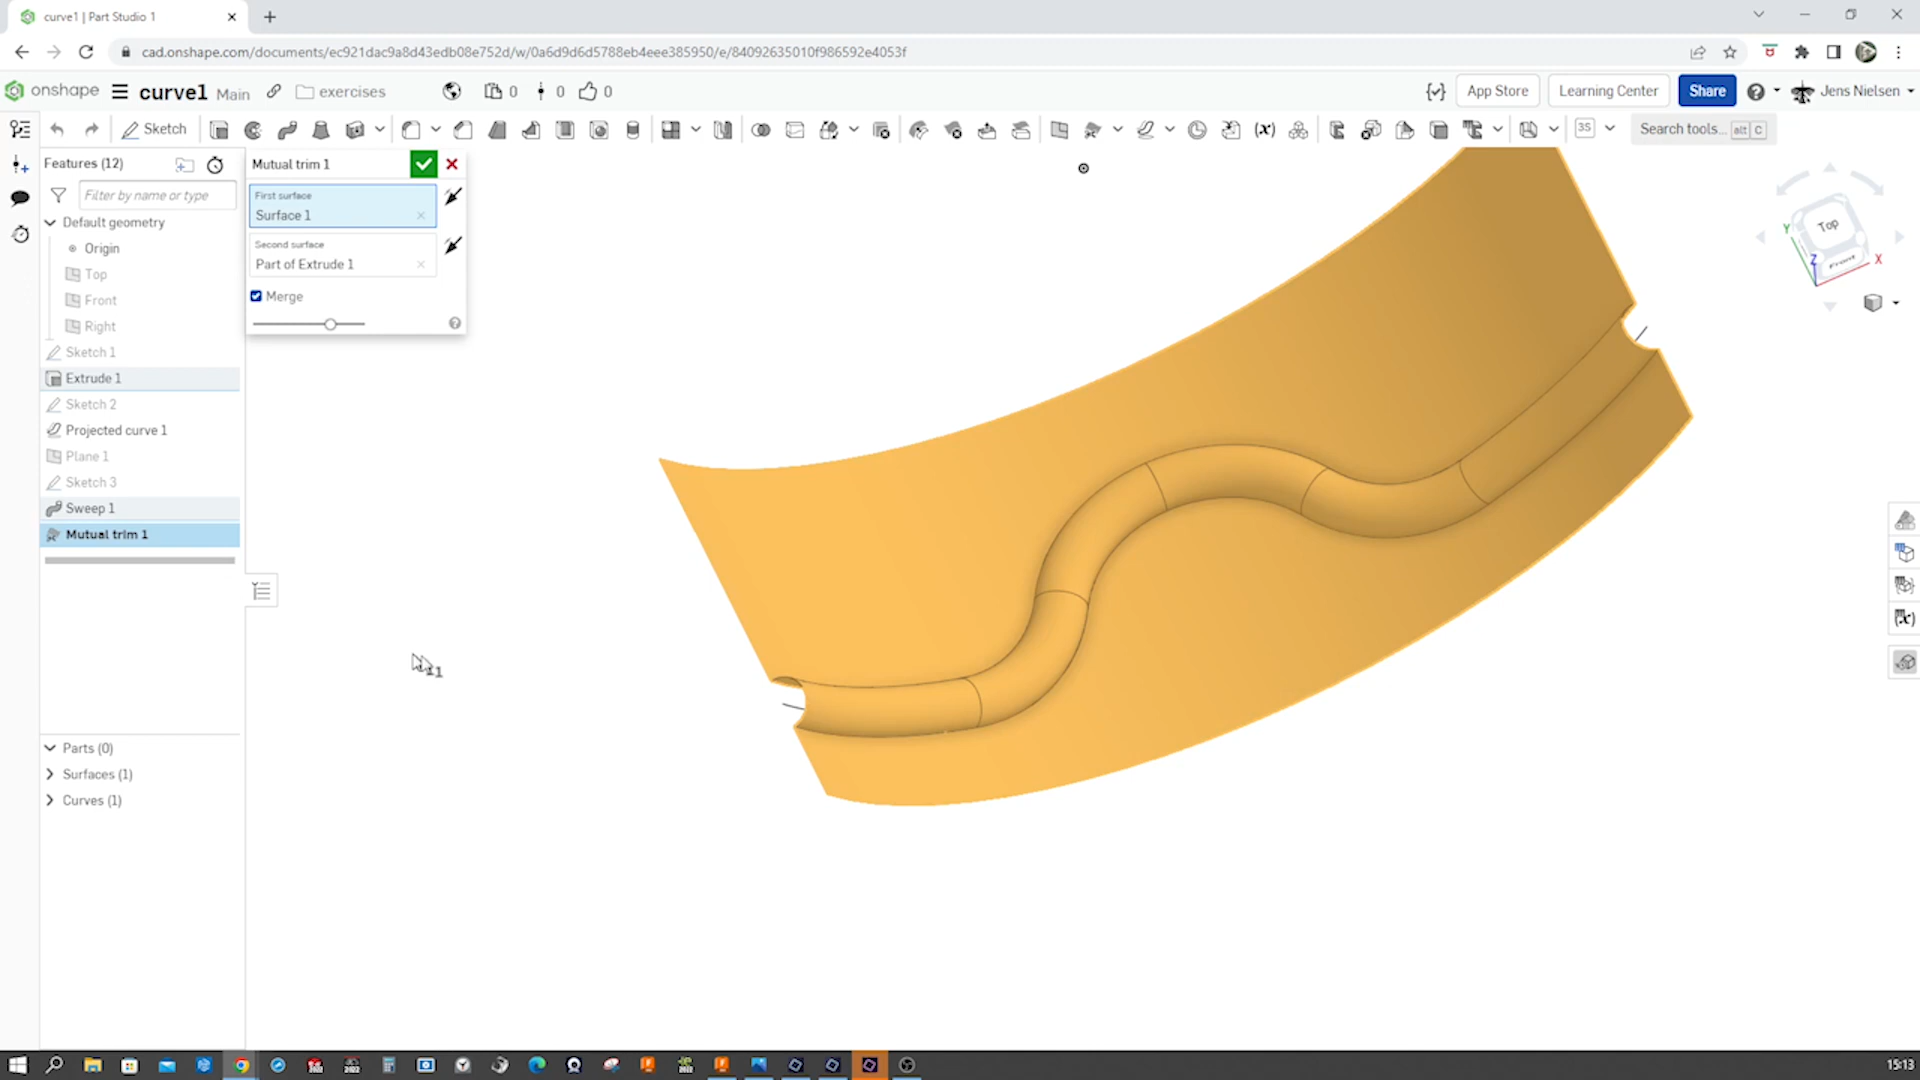 curve1 | Part Studio 1
cad.onshape.com/documents/ec921dac9a8d43edb08e752d/w/0a6d9d6d5788eb4eee385950/e/84092635010f986592e4053f
onshape
curve1 Main
exercises
0
0
0
App Store
Learning Center
Share
Jens Nielsen
Sketch
(x)
3S
Search tools... alt C
Features (12)
Filter by name or type
Default geometry
Origin
Top
Front
Right
Sketch 1
Extrude 1
Sketch 2
Projected curve 1
Plane 1
Sketch 3
Sweep 1
Mutual trim 1
Parts (0)
Surfaces (1)
Curves (1)
Mutual trim 1
First surface
Surface 1
Second surface
Part of Extrude 1
Merge
Top
Front
Y
Z
X
(x)
15:13